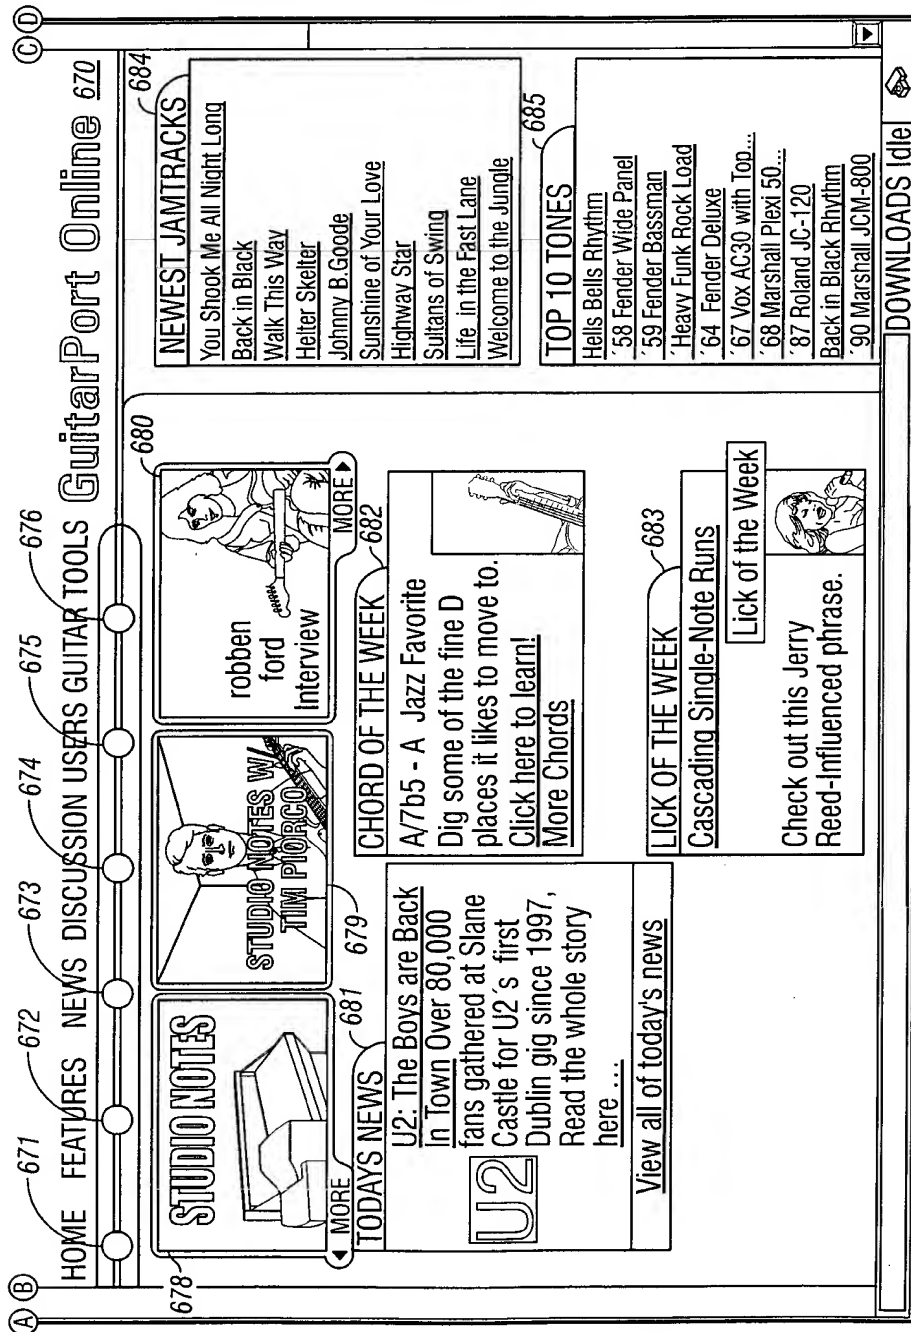 A B C D
671 672 673 674 675 676
HOME FEATURES NEWS DISCUSSION USERS GUITAR TOOLS GuitarPort Online 670
678
STUDIO NOTES
◄ MORE
STUDIO NOTES W/
TIM PIORCO
679
680
robben
ford
Interview
MORE ►
681
TODAYS NEWS
U2
U2: The Boys are Back
In Town Over 80,000
fans gathered at Slane
Castle for U2´s first
Dublin gig since 1997,
Read the whole story
here ...
View all of today's news
682
CHORD OF THE WEEK
A/7b5 - A Jazz Favorite
Dig some of the fine D
places it likes to move to.
Click here to learn!
More Chords
683
LICK OF THE WEEK
Cascading Single-Note Runs
Lick of the Week
Check out this Jerry
Reed-Influenced phrase.
684
NEWEST JAMTRACKS
You Shook Me All Night Long
Back in Black
Walk This Way
Helter Skelter
Johnny B.Goode
Sunshine of Your Love
Highway Star
Sultans of Swing
Life in the Fast Lane
Welcome to the Jungle
685
TOP 10 TONES
Hells Bells Rhythm
´58 Fender Wide Panel
´59 Fender Bassman
´Heavy Funk Rock Load
´64 Fender Deluxe
´67 Vox AC30 with Top...
´68 Marshall Plexi 50...
´87 Roland JC-120
Back in Black Rhythm
´90 Marshall JCM-800
DOWNLOADS Idle